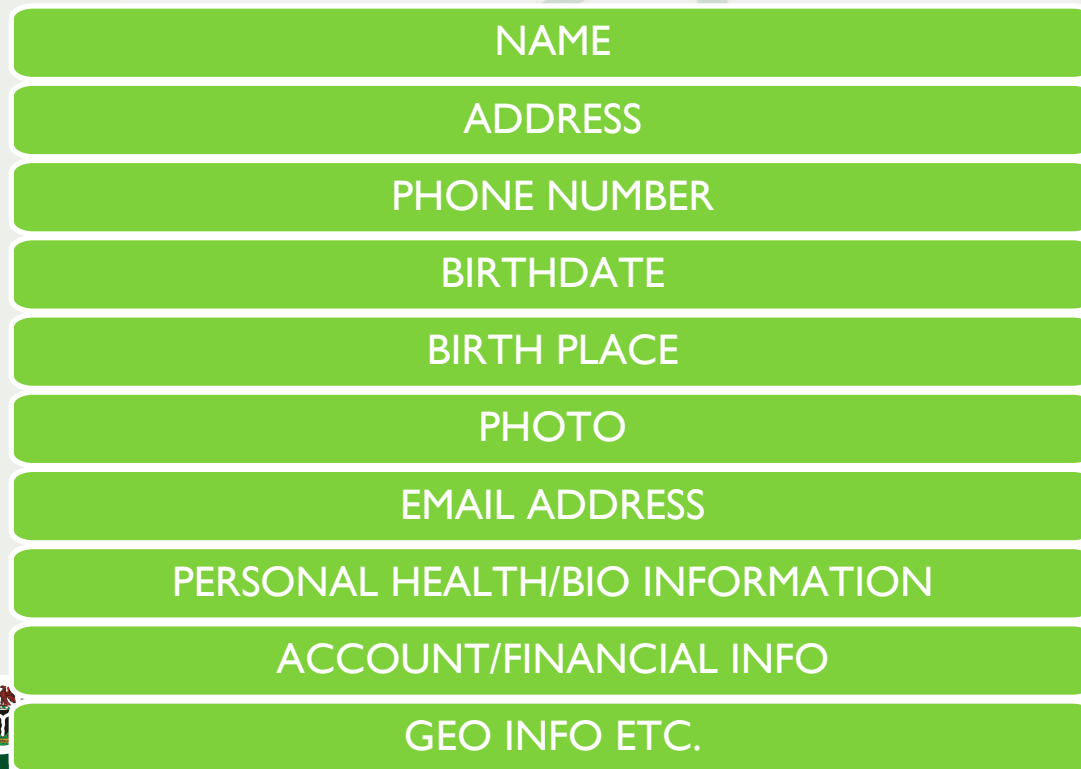 NAME
ADDRESS
PHONE NUMBER
BIRTHDATE
BIRTH PLACE
PHOTO
EMAIL ADDRESS
PERSONAL HEALTH/BIO INFORMATION
ACCOUNT/FINANCIAL INFO
GEO INFO ETC.